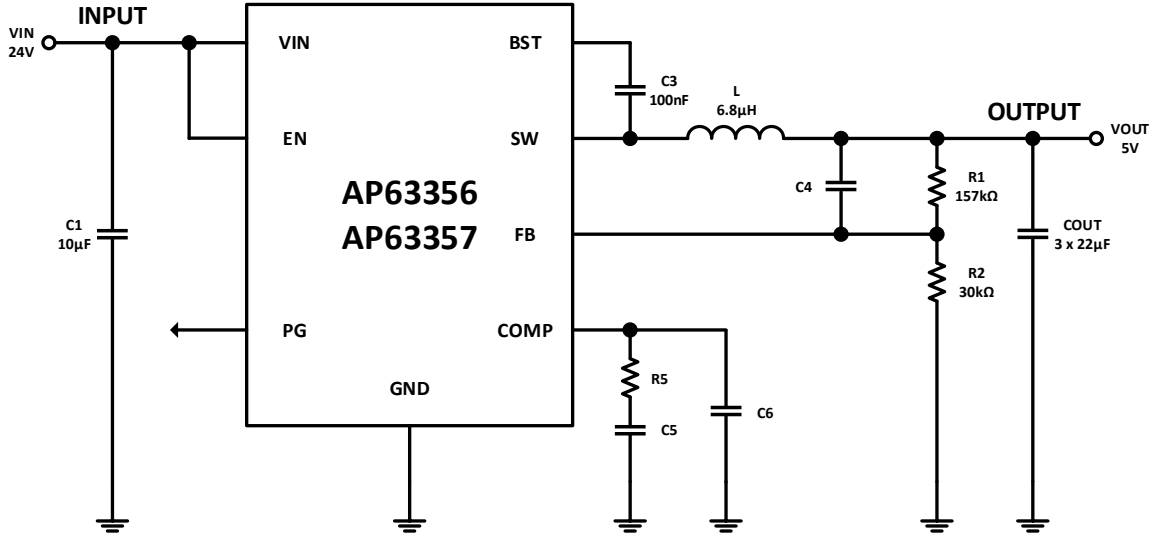 INPUT
VIN
24V
VIN
BST
C3
100nF
L
6.8µH
OUTPUT
VOUT
5V
EN
SW
AP63356
AP63357
C4
R1
157kΩ
C1
10µF
FB
COUT
3 x 22µF
R2
30kΩ
PG
COMP
GND
R5
C5
C6